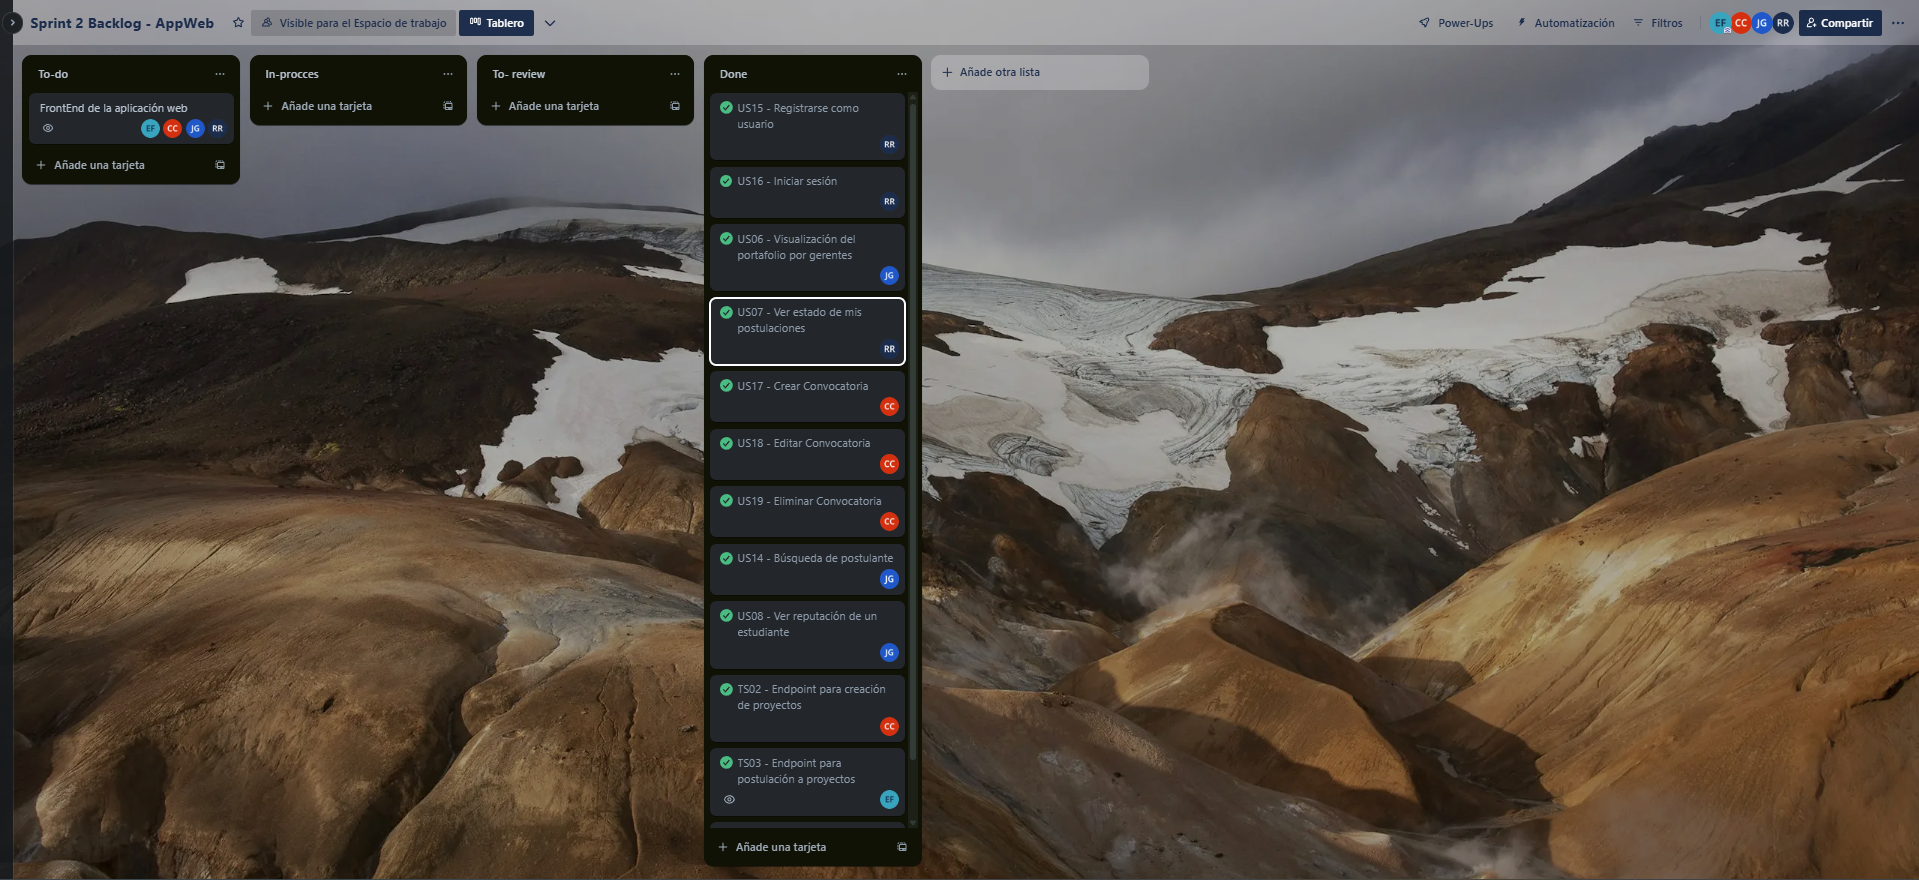 Sprint 2 Backlog - AppWeb
Visible para el Espacio de trabajo
Tablero
Power-Ups
Automatización
Filtros
EF
CC
JG
RR
Compartir
To-do
FrontEnd de la aplicación web
EF
CC
JG
RR
Añade una tarjeta
In-procces
Añade una tarjeta
To- review
Añade una tarjeta
Done
US15 - Registrarse como
usuario
RR
US16 - Iniciar sesión
RR
US06 - Visualización del
portafolio por gerentes
JG
US07 - Ver estado de mis
postulaciones
RR
US17 - Crear Convocatoria
CC
US18 - Editar Convocatoria
CC
US19 - Eliminar Convocatoria
CC
US14 - Búsqueda de postulante
JG
US08 - Ver reputación de un
estudiante
JG
TS02 - Endpoint para creación
de proyectos
CC
TS03 - Endpoint para
postulación a proyectos
EF
Añade una tarjeta
Añade otra lista